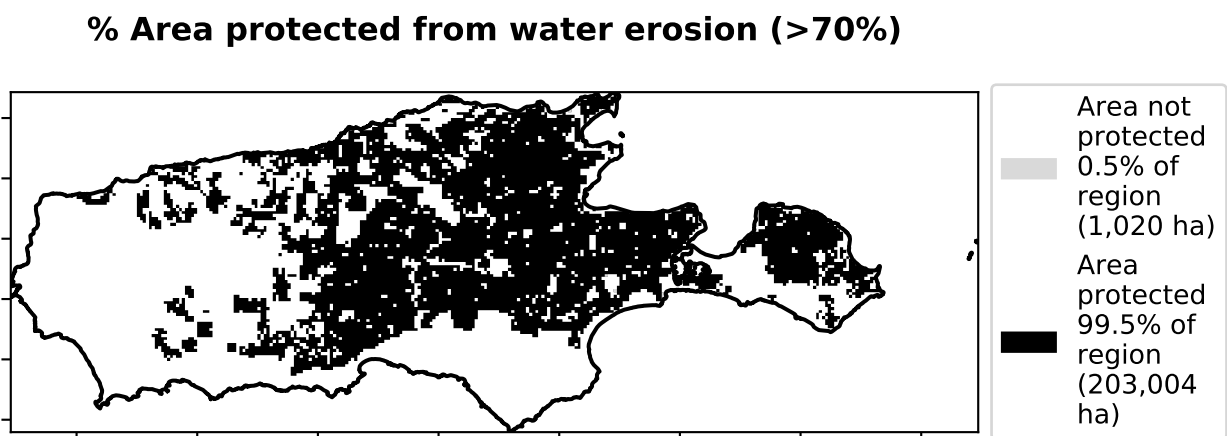 % Area protected from water erosion (>70%)
Area not
protected
0.5% of
region
(1,020 ha)
Area
protected
99.5% of
region
(203,004
ha)